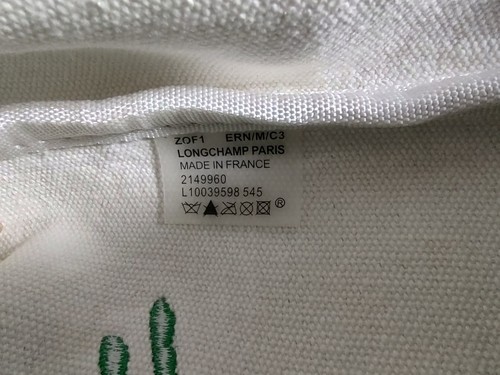 ZOF1 ERN/M/C3
LONGCHAMP PARIS
MADE IN FRANCE
2149960
L10039598 545
®